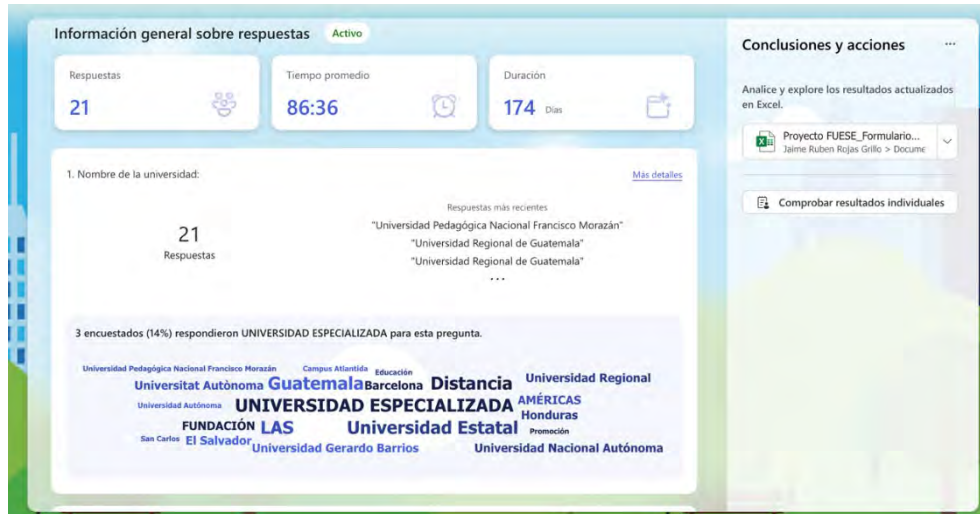 Información general sobre respuestas Activo
Respuestas
21
Tiempo promedio
86:36
Duración
174 Días
1. Nombre de la universidad:
Más detalles
21
Respuestas
Respuestas más recientes
"Universidad Pedagógica Nacional Francisco Morazán"
"Universidad Regional de Guatemala"
"Universidad Regional de Guatemala"
...
3 encuestados (14%) respondieron UNIVERSIDAD ESPECIALIZADA para esta pregunta.
Universidad Pedagógica Nacional Francisco Morazán Campus Atlantida Educación
Universitat Autònoma Guatemala Barcelona Distancia Universidad Regional
Universidad Autónoma UNIVERSIDAD ESPECIALIZADA AMÉRICAS
Honduras
FUNDACIÓN LAS Universidad Estatal Promoción
San Carlos El Salvador Universidad Gerardo Barrios Universidad Nacional Autónoma
Conclusiones y acciones ...
Analice y explore los resultados actualizados
en Excel.
Proyecto FUESE_Formulario...
Jaime Ruben Rojas Grillo > Docume
Comprobar resultados individuales